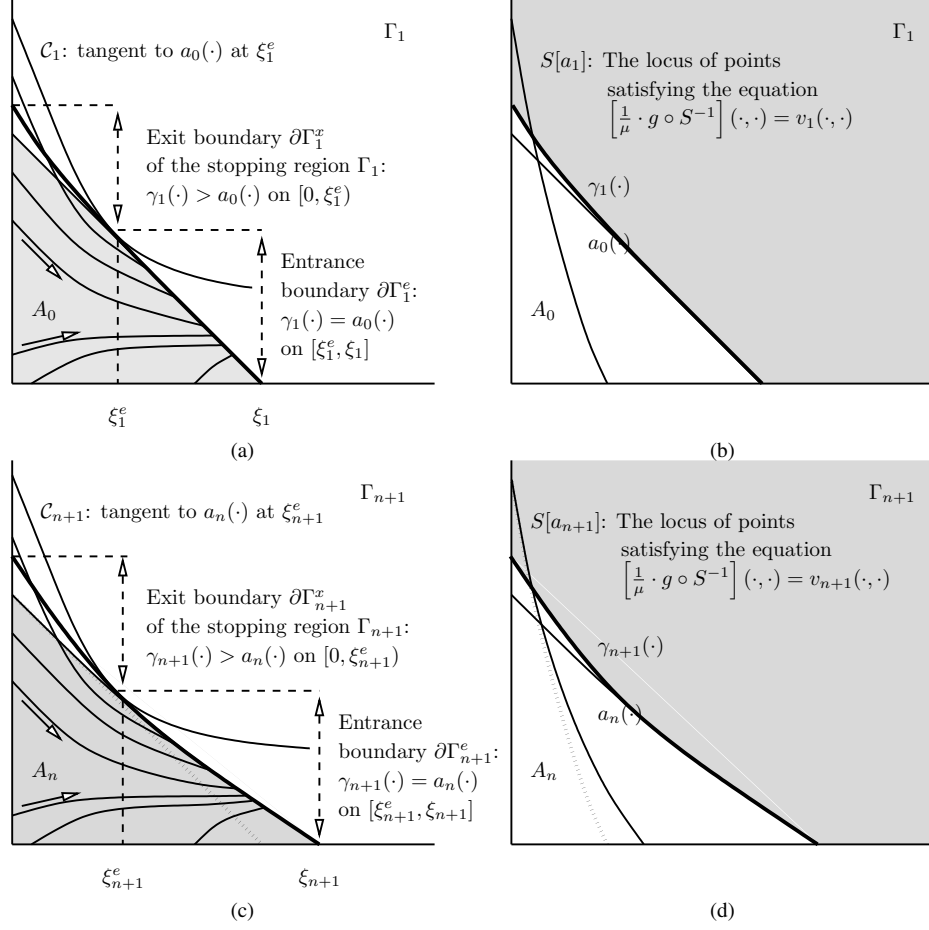 Γ₁
𝒞₁: tangent to a₀(·) at ξ₁ᵉ
Exit boundary ∂Γ₁ˣ
of the stopping region Γ₁:
γ₁(·) > a₀(·) on [0, ξ₁ᵉ)
Entrance
boundary ∂Γ₁ᵉ:
γ₁(·) = a₀(·)
on [ξ₁ᵉ, ξ₁]
A₀
ξ₁ᵉ
ξ₁
(a)
Γ₁
S[a₁]: The locus of points
satisfying the equation
[1/μ · g ∘ S⁻¹] (·, ·) = v₁(·, ·)
γ₁(·)
a₀(·)
A₀
(b)
Γₙ₊₁
𝒞ₙ₊₁: tangent to aₙ(·) at ξₙ₊₁ᵉ
Exit boundary ∂Γₙ₊₁ˣ
of the stopping region Γₙ₊₁:
γₙ₊₁(·) > aₙ(·) on [0, ξₙ₊₁ᵉ)
Entrance
boundary ∂Γₙ₊₁ᵉ:
γₙ₊₁(·) = aₙ(·)
on [ξₙ₊₁ᵉ, ξₙ₊₁]
Aₙ
ξₙ₊₁ᵉ
ξₙ₊₁
(c)
Γₙ₊₁
S[aₙ₊₁]: The locus of points
satisfying the equation
[1/μ · g ∘ S⁻¹] (·, ·) = vₙ₊₁(·, ·)
γₙ₊₁(·)
aₙ(·)
Aₙ
(d)